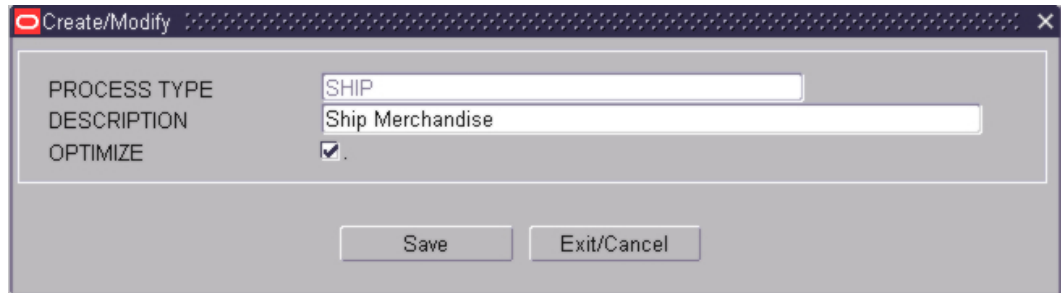 Create/Modify
PROCESS TYPE SHIP
DESCRIPTION Ship Merchandise
OPTIMIZE .
Save Exit/Cancel